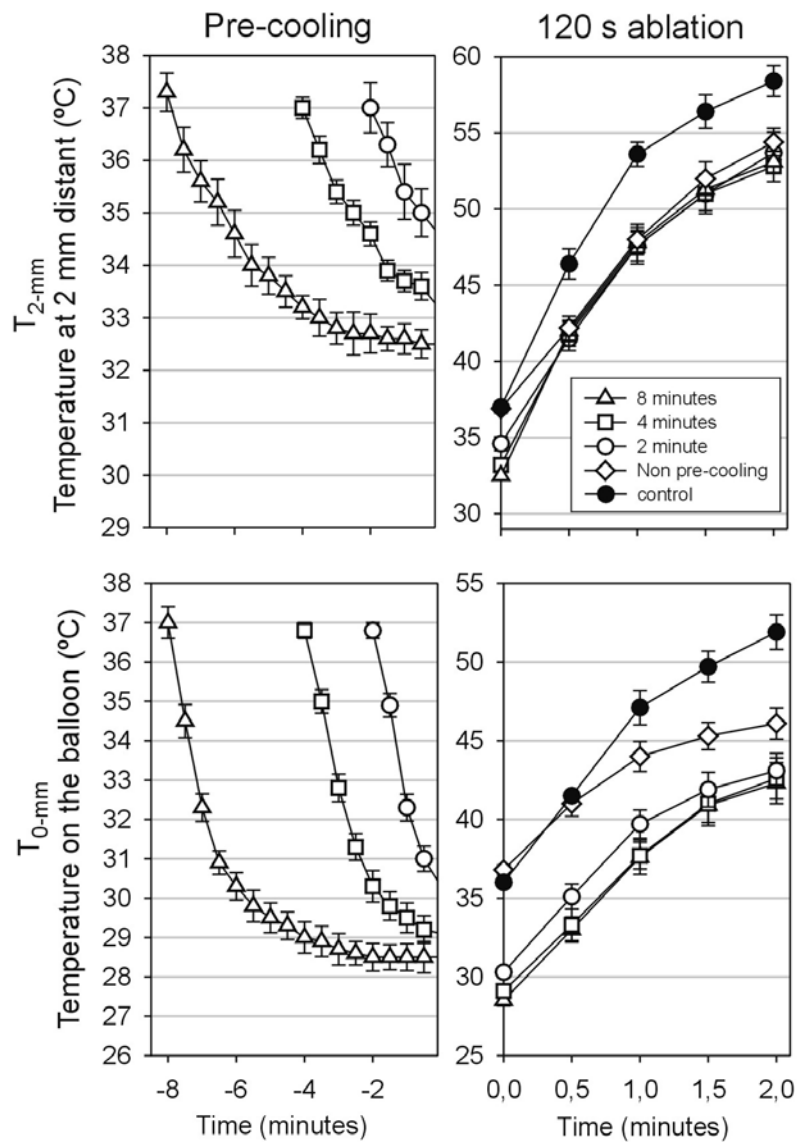 Pre-cooling
120 s ablation
T2-mm
Temperature at 2 mm distant (ºC)
38
37
36
35
34
33
32
31
30
29
60
55
50
45
40
35
30
8 minutes
4 minutes
2 minute
Non pre-cooling
control
T0-mm
Temperature on the balloon (ºC)
38
37
36
35
34
33
32
31
30
29
28
27
26
-8 -6 -4 -2
Time (minutes)
55
50
45
40
35
30
25
0,0 0,5 1,0 1,5 2,0
Time (minutes)